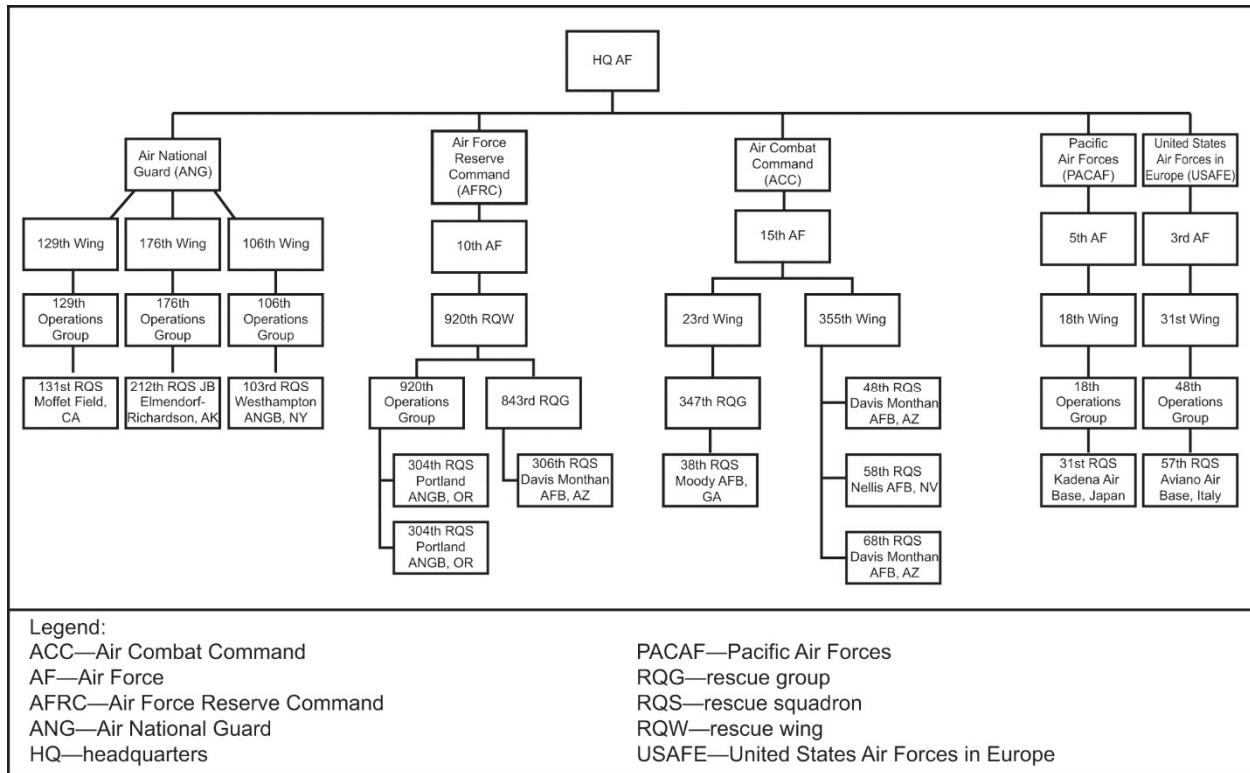 HQ AF
Air National
Guard (ANG)
Air Force
Reserve
Command
(AFRC)
Air Combat
Command
(ACC)
Pacific
Air Forces
(PACAF)
United States
Air Forces in
Europe (USAFE)
129th Wing
176th Wing
106th Wing
10th AF
15th AF
5th AF
3rd AF
129th
Operations
Group
176th
Operations
Group
106th
Operations
Group
920th RQW
23rd Wing
355th Wing
18th Wing
31st Wing
131st RQS
Moffet Field,
CA
212th RQS JB
Elmendorf-
Richardson, AK
103rd RQS
Westhampton
ANGB, NY
920th
Operations
Group
843rd RQG
347th RQG
48th RQS
Davis Monthan
AFB, AZ
18th
Operations
Group
48th
Operations
Group
304th RQS
Portland
ANGB, OR
306th RQS
Davis Monthan
AFB, AZ
38th RQS
Moody AFB,
GA
58th RQS
Nellis AFB, NV
31st RQS
Kadena Air
Base, Japan
57th RQS
Aviano Air
Base, Italy
304th RQS
Portland
ANGB, OR
68th RQS
Davis Monthan
AFB, AZ
Legend:
ACC—Air Combat Command
AF—Air Force
AFRC—Air Force Reserve Command
ANG—Air National Guard
HQ—headquarters
PACAF—Pacific Air Forces
RQG—rescue group
RQS—rescue squadron
RQW—rescue wing
USAFE—United States Air Forces in Europe